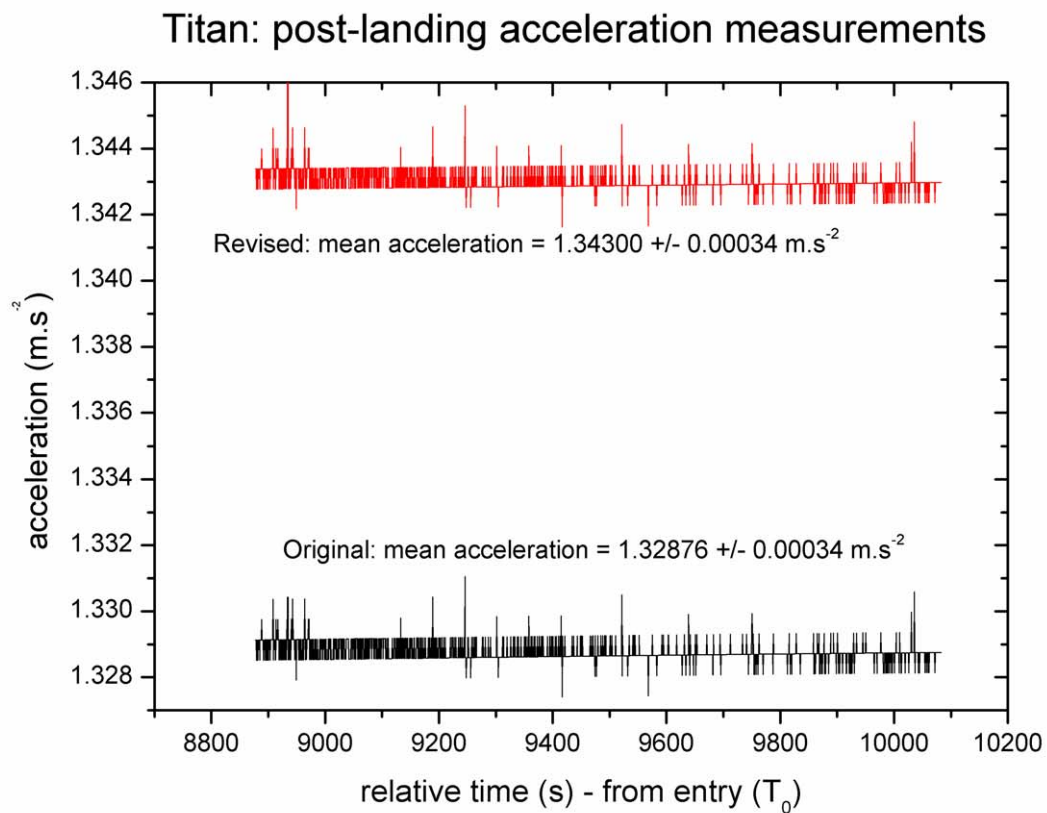 Titan: post-landing acceleration measurements
1.346
1.344
1.342
1.340
1.338
1.336
1.334
1.332
1.330
1.328
acceleration (m.s⁻²)
Revised: mean acceleration = 1.34300 +/- 0.00034 m.s⁻²
Original: mean acceleration = 1.32876 +/- 0.00034 m.s⁻²
8800 9000 9200 9400 9600 9800 10000 10200
relative time (s) - from entry (T₀)